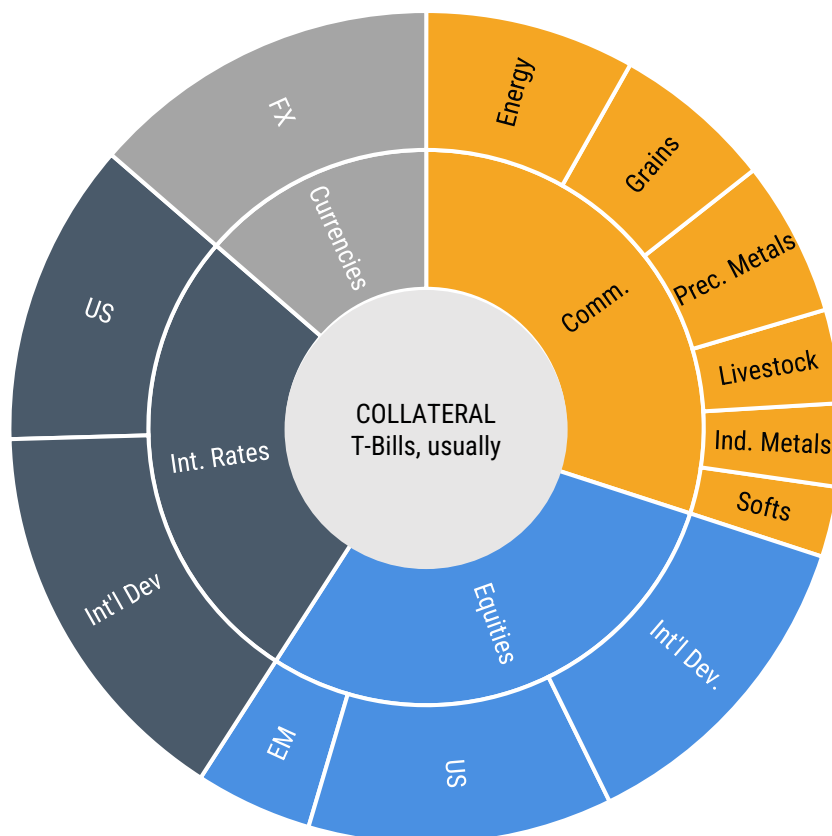 COLLATERAL
T-Bills, usually
Comm.
Energy
Grains
Prec. Metals
Livestock
Ind. Metals
Softs
Equities
Int'l Dev.
US
EM
Int. Rates
Int'l Dev
US
Currencies
FX